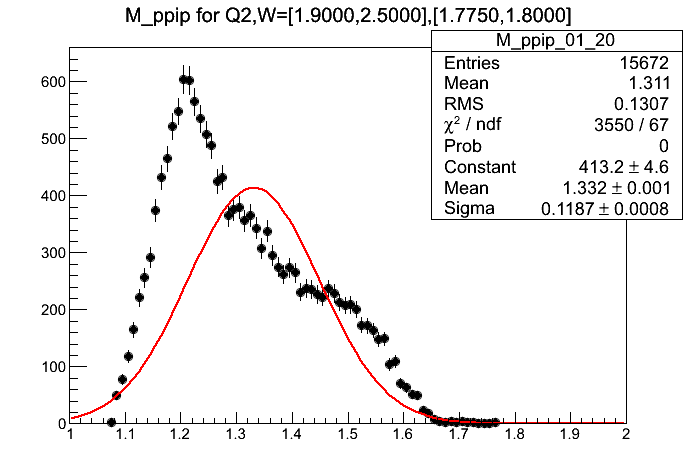 M_ppip for Q2,W=[1.9000,2.5000],[1.7750,1.8000]
M_ppip_01_20
Entries 15672
Mean 1.311
RMS 0.1307
χ² / ndf 3550 / 67
Prob 0
Constant 413.2 ± 4.6
Mean 1.332 ± 0.001
Sigma 0.1187 ± 0.0008
600
500
400
300
200
100
0
1 1.1 1.2 1.3 1.4 1.5 1.6 1.7 1.8 1.9 2